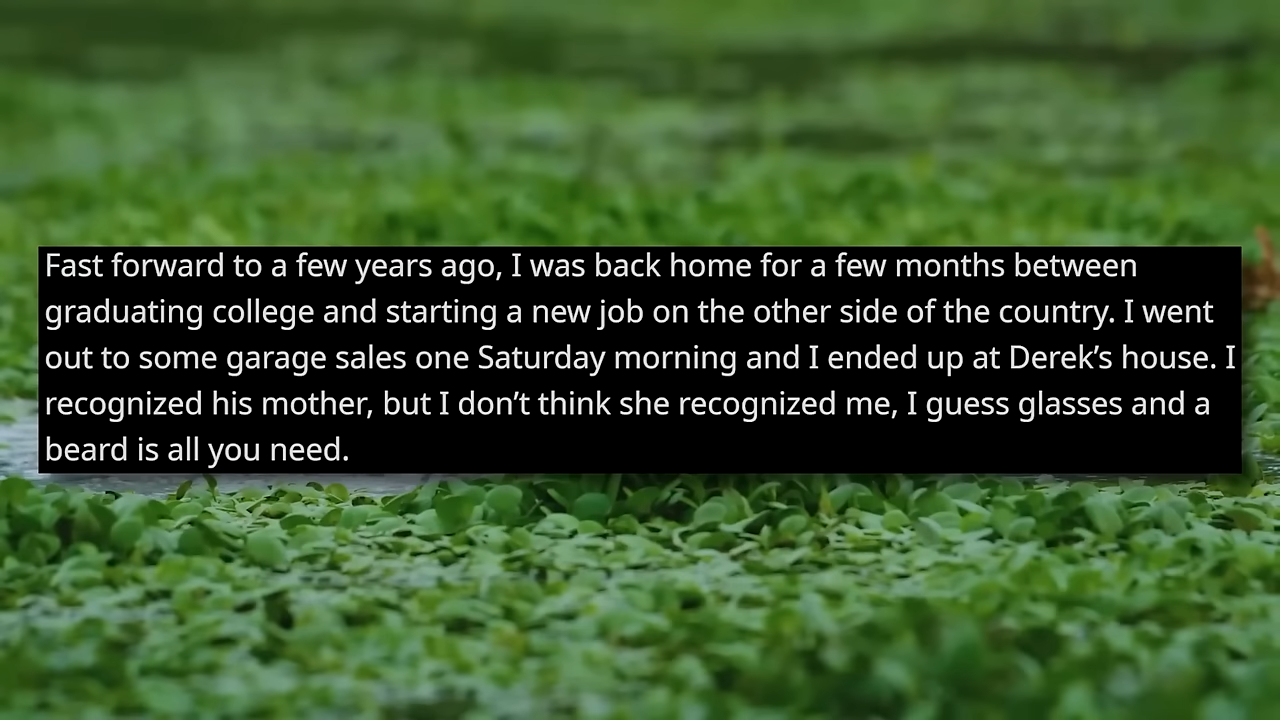 Fast forward to a few years ago, I was back home for a few months between
graduating college and starting a new job on the other side of the country. I went
out to some garage sales one Saturday morning and I ended up at Derek’s house. I
recognized his mother, but I don’t think she recognized me, I guess glasses and a
beard is all you need.